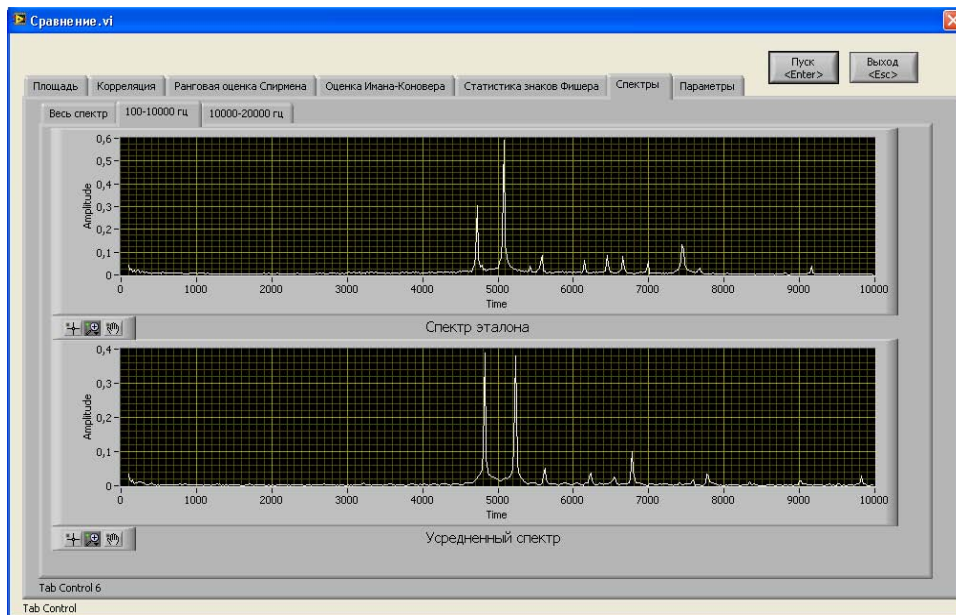 Сравнение.vi
Пуск
<Enter>
Выход
<Esc>
Площадь Корреляция Ранговая оценка Спирмена Оценка Имана-Коновера Статистика знаков Фишера Спектры Параметры
Весь спектр 100-10000 гц 10000-20000 гц
0,6
0,5
0,4
0,3
0,2
0,1
0
Amplitude
0 1000 2000 3000 4000 5000 6000 7000 8000 9000 10000
Time
Спектр эталона
0,4
0,3
0,2
0,1
0
Amplitude
0 1000 2000 3000 4000 5000 6000 7000 8000 9000 10000
Time
Усредненный спектр
Tab Control 6
Tab Control